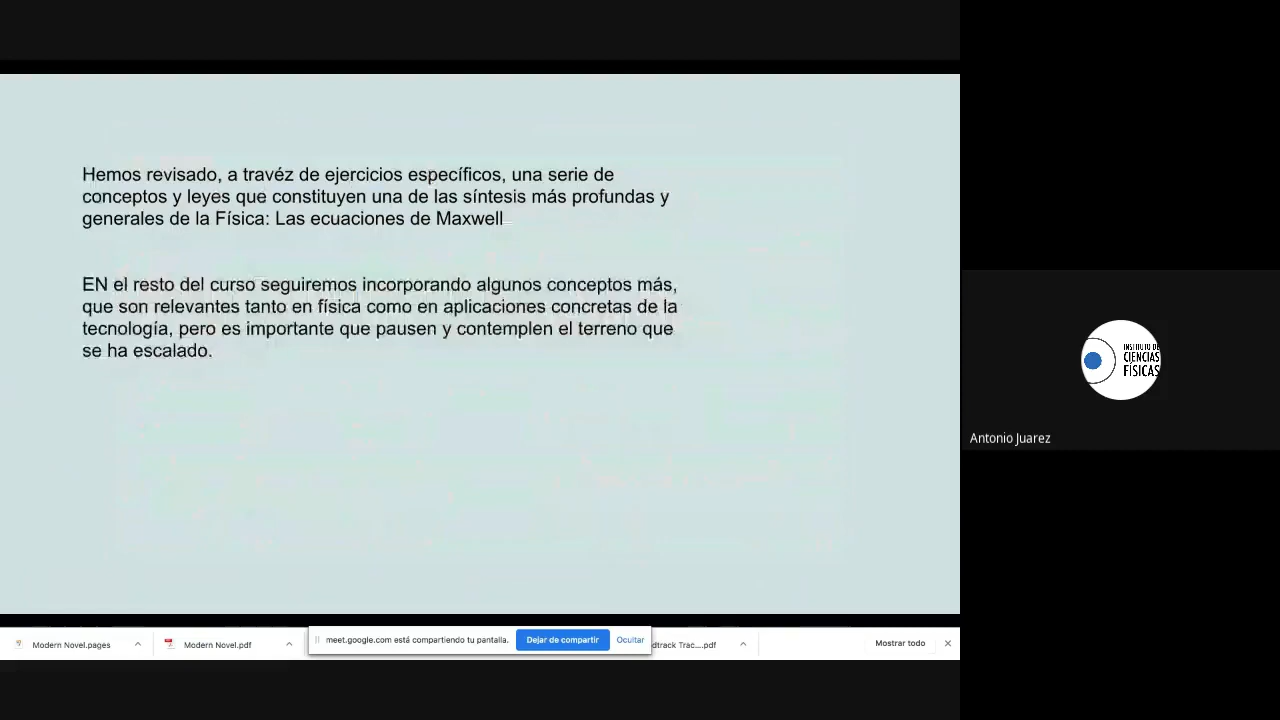 Hemos revisado, a travéz de ejercicios específicos, una serie de
conceptos y leyes que constituyen una de las síntesis más profundas y
generales de la Física: Las ecuaciones de Maxwell
EN el resto del curso seguiremos incorporando algunos conceptos más,
que son relevantes tanto en física como en aplicaciones concretas de la
tecnología, pero es importante que pausen y contemplen el terreno que
se ha escalado.
INSTITUTO DE
CIENCIAS
FÍSICAS
Antonio Juarez
Modern Novel.pages
Modern Novel.pdf
meet.google.com está compartiendo tu pantalla.
Dejar de compartir
Ocultar
dtrack Trac....pdf
Mostrar todo